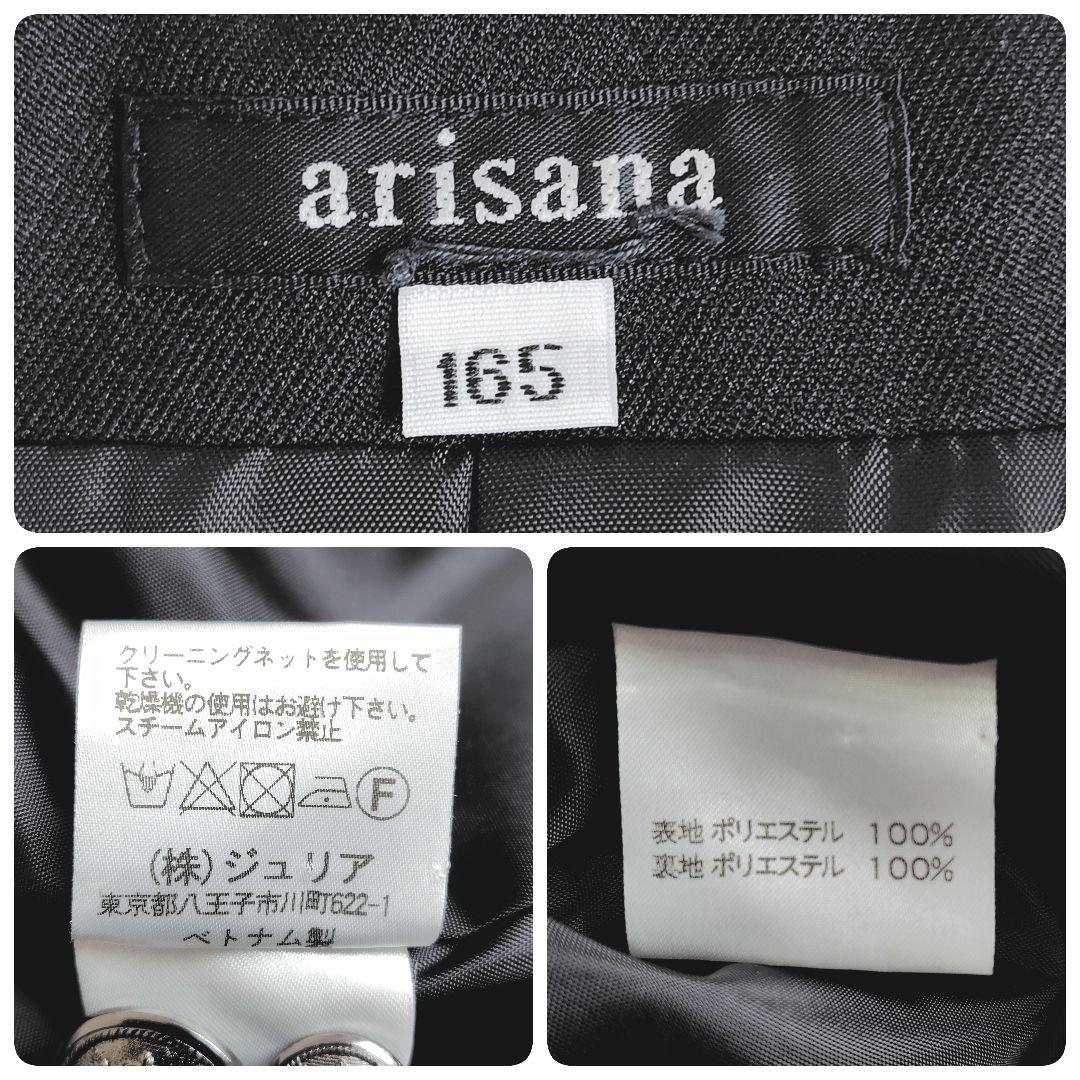 arisana
165
クリーニングネットを使用して
下さい。
乾燥機の使用はお避け下さい。
スチームアイロン禁止
F
(株)ジュリア
東京都八王子市川町622-1
ベトナム製
表地 ポリエステル 100%
裏地 ポリエステル 100%